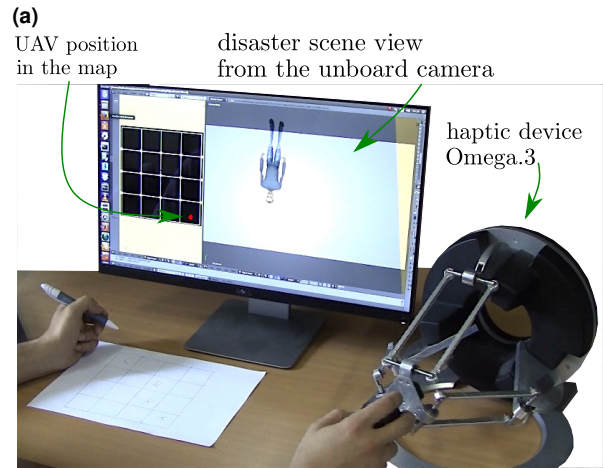 (a)
UAV position
in the map
disaster scene view
from the unboard camera
haptic device
Omega.3